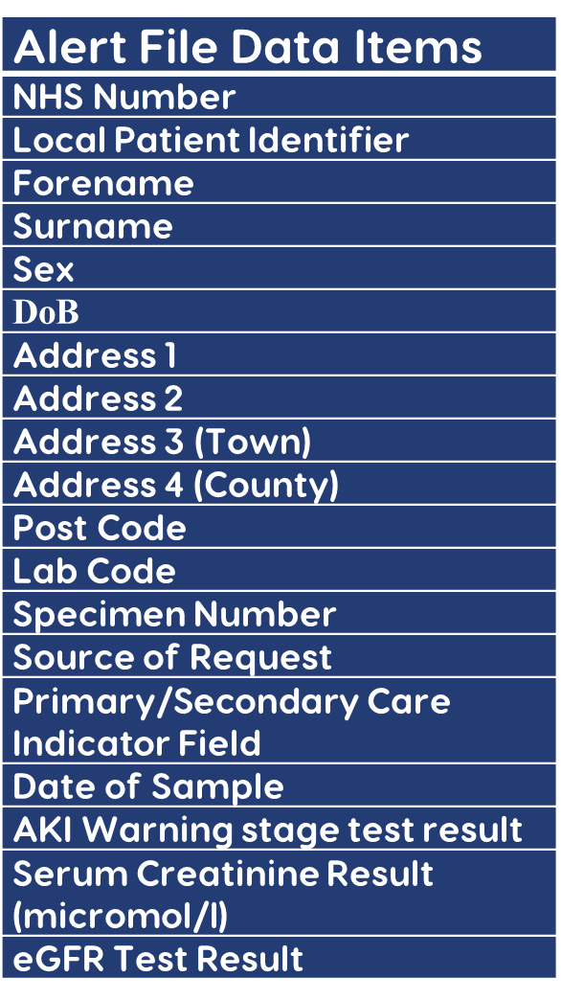 Alert File Data Items
NHS Number
Local Patient Identifier
Forename
Surname
Sex
DoB
Address 1
Address 2
Address 3 (Town)
Address 4 (County)
Post Code
Lab Code
Specimen Number
Source of Request
Primary/Secondary Care
Indicator Field
Date of Sample
AKI Warning stage test result
Serum Creatinine Result
(micromol/l)
eGFR Test Result